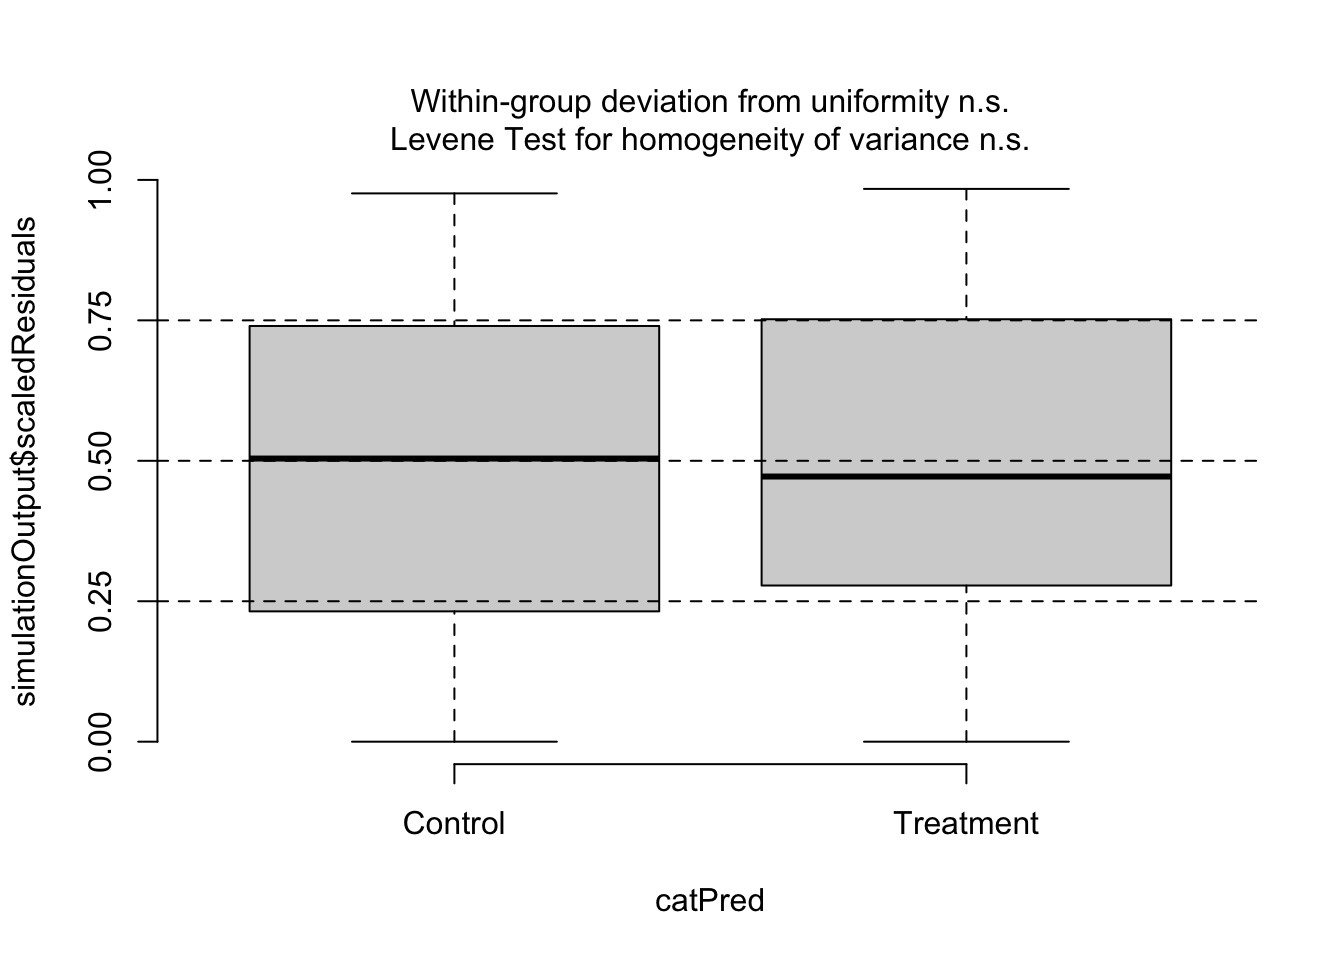 Within-group deviation from uniformity n.s.
Levene Test for homogeneity of variance n.s.
simulationOutput$scaledResiduals
1.00
0.75
0.50
0.25
0.00
Control
Treatment
catPred